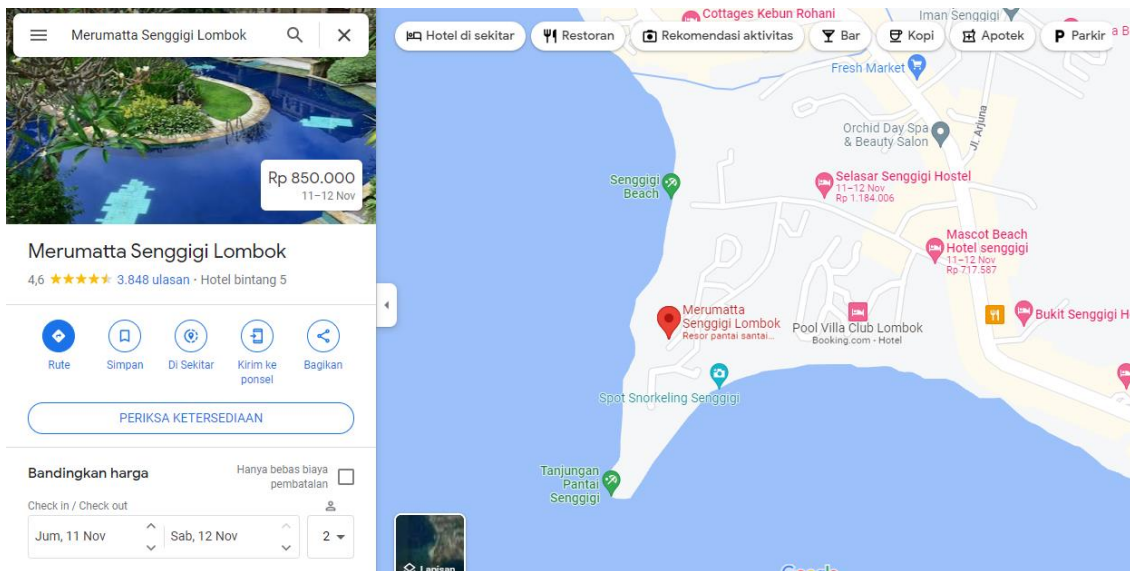 Merumatta Senggigi Lombok
Rp 850.000
11–12 Nov
Merumatta Senggigi Lombok
4,6
3.848 ulasan · Hotel bintang 5
Rute
Simpan
Di Sekitar
Kirim ke
ponsel
Bagikan
PERIKSA KETERSEDIAAN
Bandingkan harga
Hanya bebas biaya
pembatalan
Check in / Check out
Jum, 11 Nov
Sab, 12 Nov
2
Hotel di sekitar
Restoran
Rekomendasi aktivitas
Bar
Kopi
Apotek
P Parkir
Cottages Kebun Rohani
Iman Senggigi
Fresh Market
Orchid Day Spa
& Beauty Salon
Jl. Arjuna
Senggigi
Beach
Selasar Senggigi Hostel
11–12 Nov
Rp 1.184.006
Mascot Beach
Hotel senggigi
11–12 Nov
Rp 717.587
Merumatta
Senggigi Lombok
Resor pantai santai...
Pool Villa Club Lombok
Booking.com - Hotel
Bukit Senggigi H
Spot Snorkeling Senggigi
Tanjungan
Pantai
Senggigi
Lapisan
Google